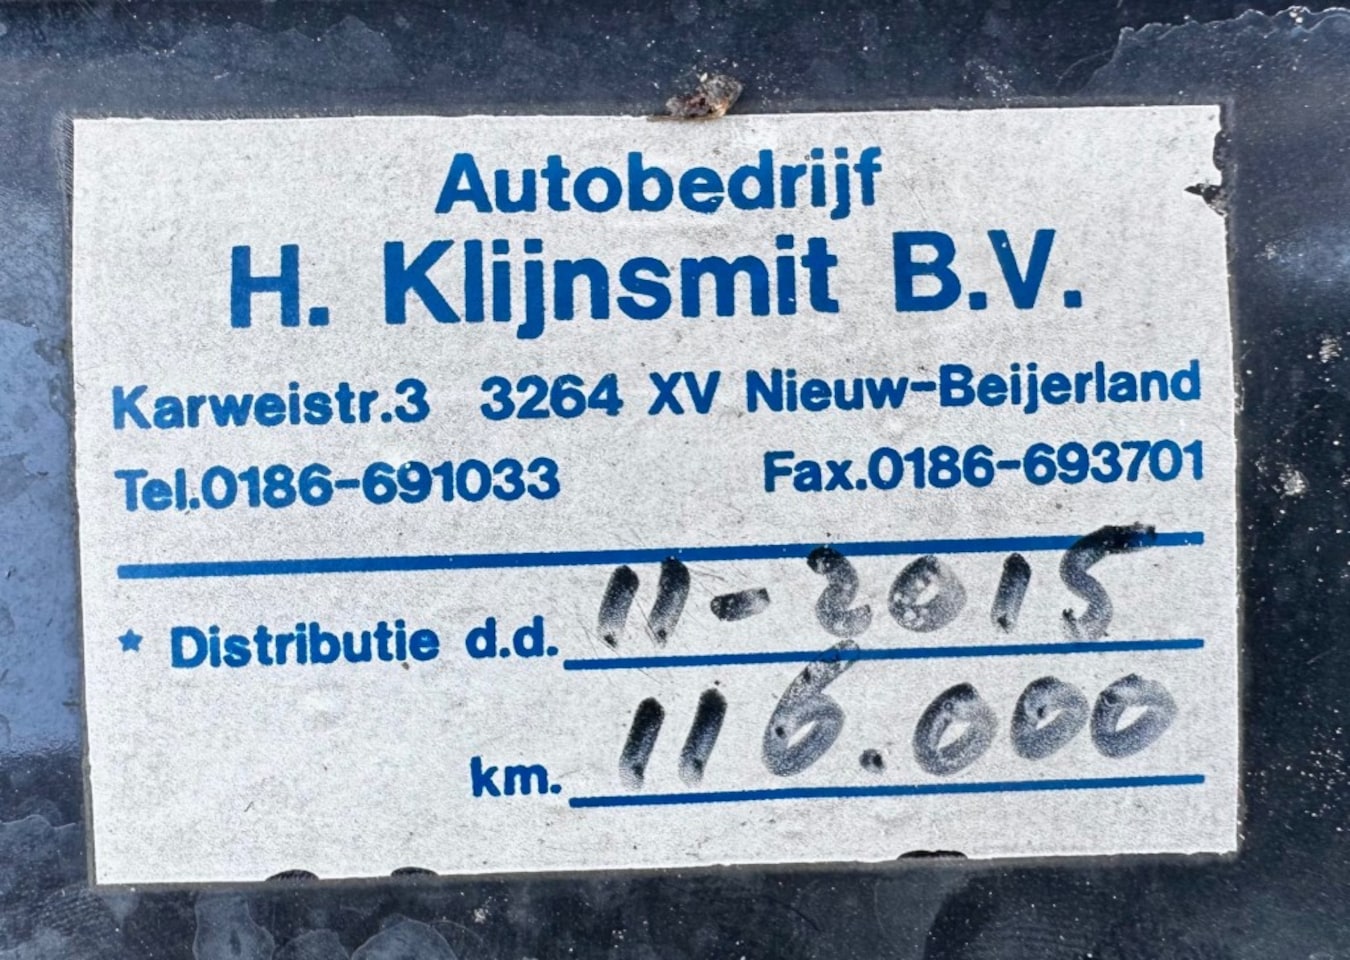 Autobedrijf
H. Klijnsmit B.V.
Karweistr.3 3264 XV Nieuw-Beijerland
Tel.0186-691033 Fax.0186-693701
* Distributie d.d. 11-2015
km. 116.000